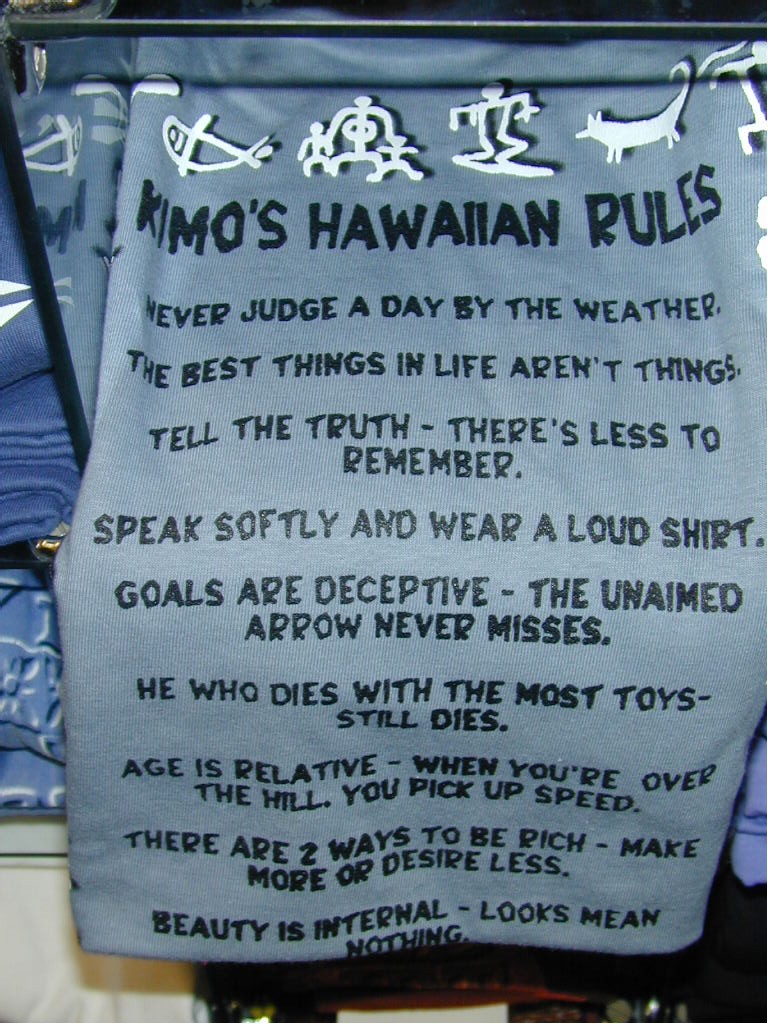 KIMO'S HAWAIIAN RULES
NEVER JUDGE A DAY BY THE WEATHER.
THE BEST THINGS IN LIFE AREN'T THINGS.
TELL THE TRUTH - THERE'S LESS TO
REMEMBER.
SPEAK SOFTLY AND WEAR A LOUD SHIRT.
GOALS ARE DECEPTIVE - THE UNAIMED
ARROW NEVER MISSES.
HE WHO DIES WITH THE MOST TOYS-
STILL DIES.
AGE IS RELATIVE - WHEN YOU'RE OVER
THE HILL. YOU PICK UP SPEED.
THERE ARE 2 WAYS TO BE RICH - MAKE
MORE OR DESIRE LESS.
BEAUTY IS INTERNAL - LOOKS MEAN
NOTHING.